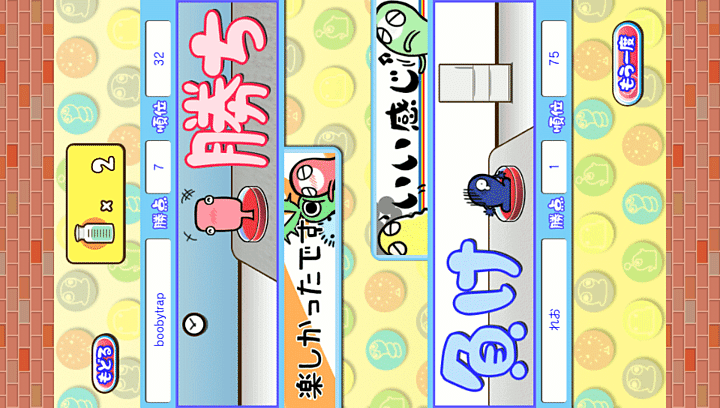 もどる
× 2
boobytrap 勝点 7 順位 32
勝ち
楽しかったです
いい感じ
負け
れお 勝点 1 順位 75
もう一度